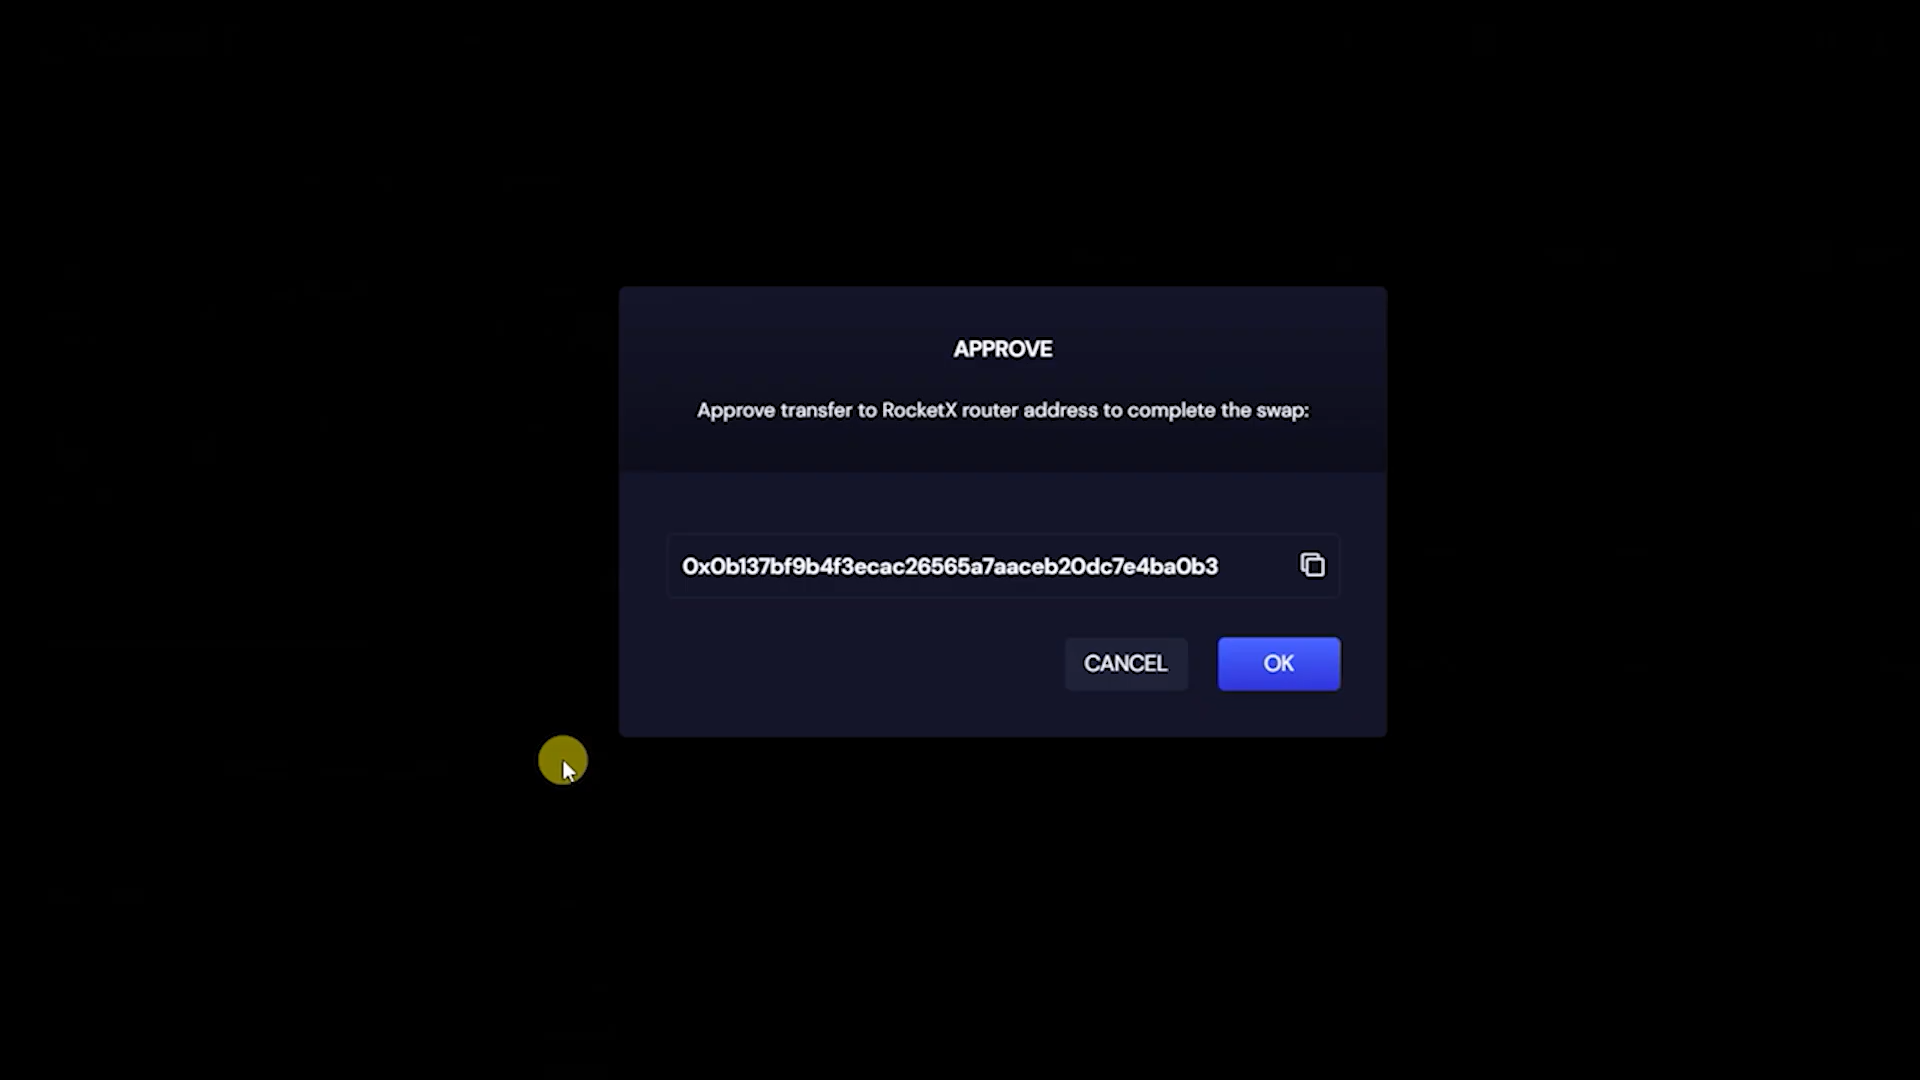 APPROVE
Approve transfer to RocketX router address to complete the swap:
0x0b137bf9b4f3ecac26565a7aaceb20dc7e4ba0b3
CANCEL
OK